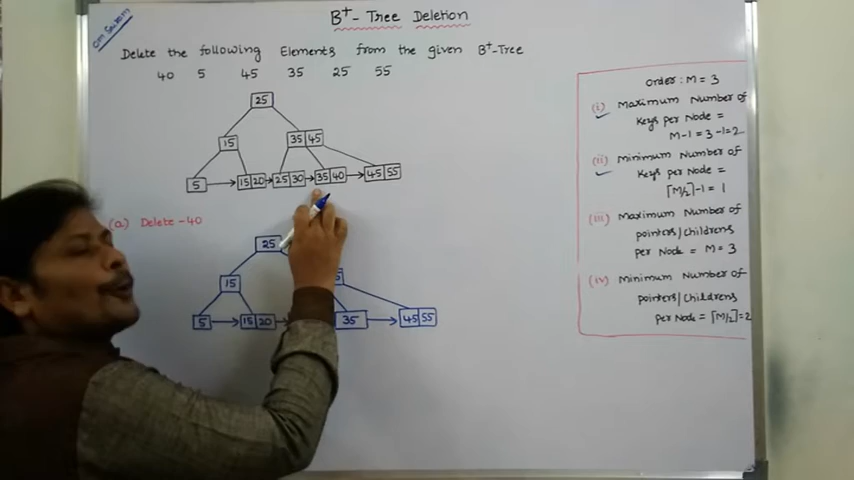 om Sairam
B+- Tree Deletion
Delete the following Elements from the given B+-Tree
40 5 45 35 25 55
25
15
35 45
5
15 20
25 30
35 40
45 55
(a) Delete - 40
25
15
5
15 20
35
45 55
order: M = 3
(i) Maximum Number of
Keys per Node =
M-1 = 3-1=2
(ii) Minimum Number of
Keys per Node =
⌈M/2⌉-1 = 1
(iii) Maximum Number of
pointers/childrens
per Node = M = 3
(iv) Minimum Number of
pointers/childrens
per Node = ⌈M/2⌉=2